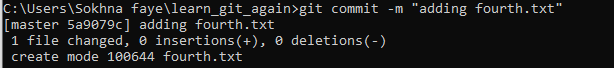 C:\Users\Sokhna faye\learn_git_again>git commit -m "adding fourth.txt"
[master 5a9079c] adding fourth.txt
 1 file changed, 0 insertions(+), 0 deletions(-)
 create mode 100644 fourth.txt